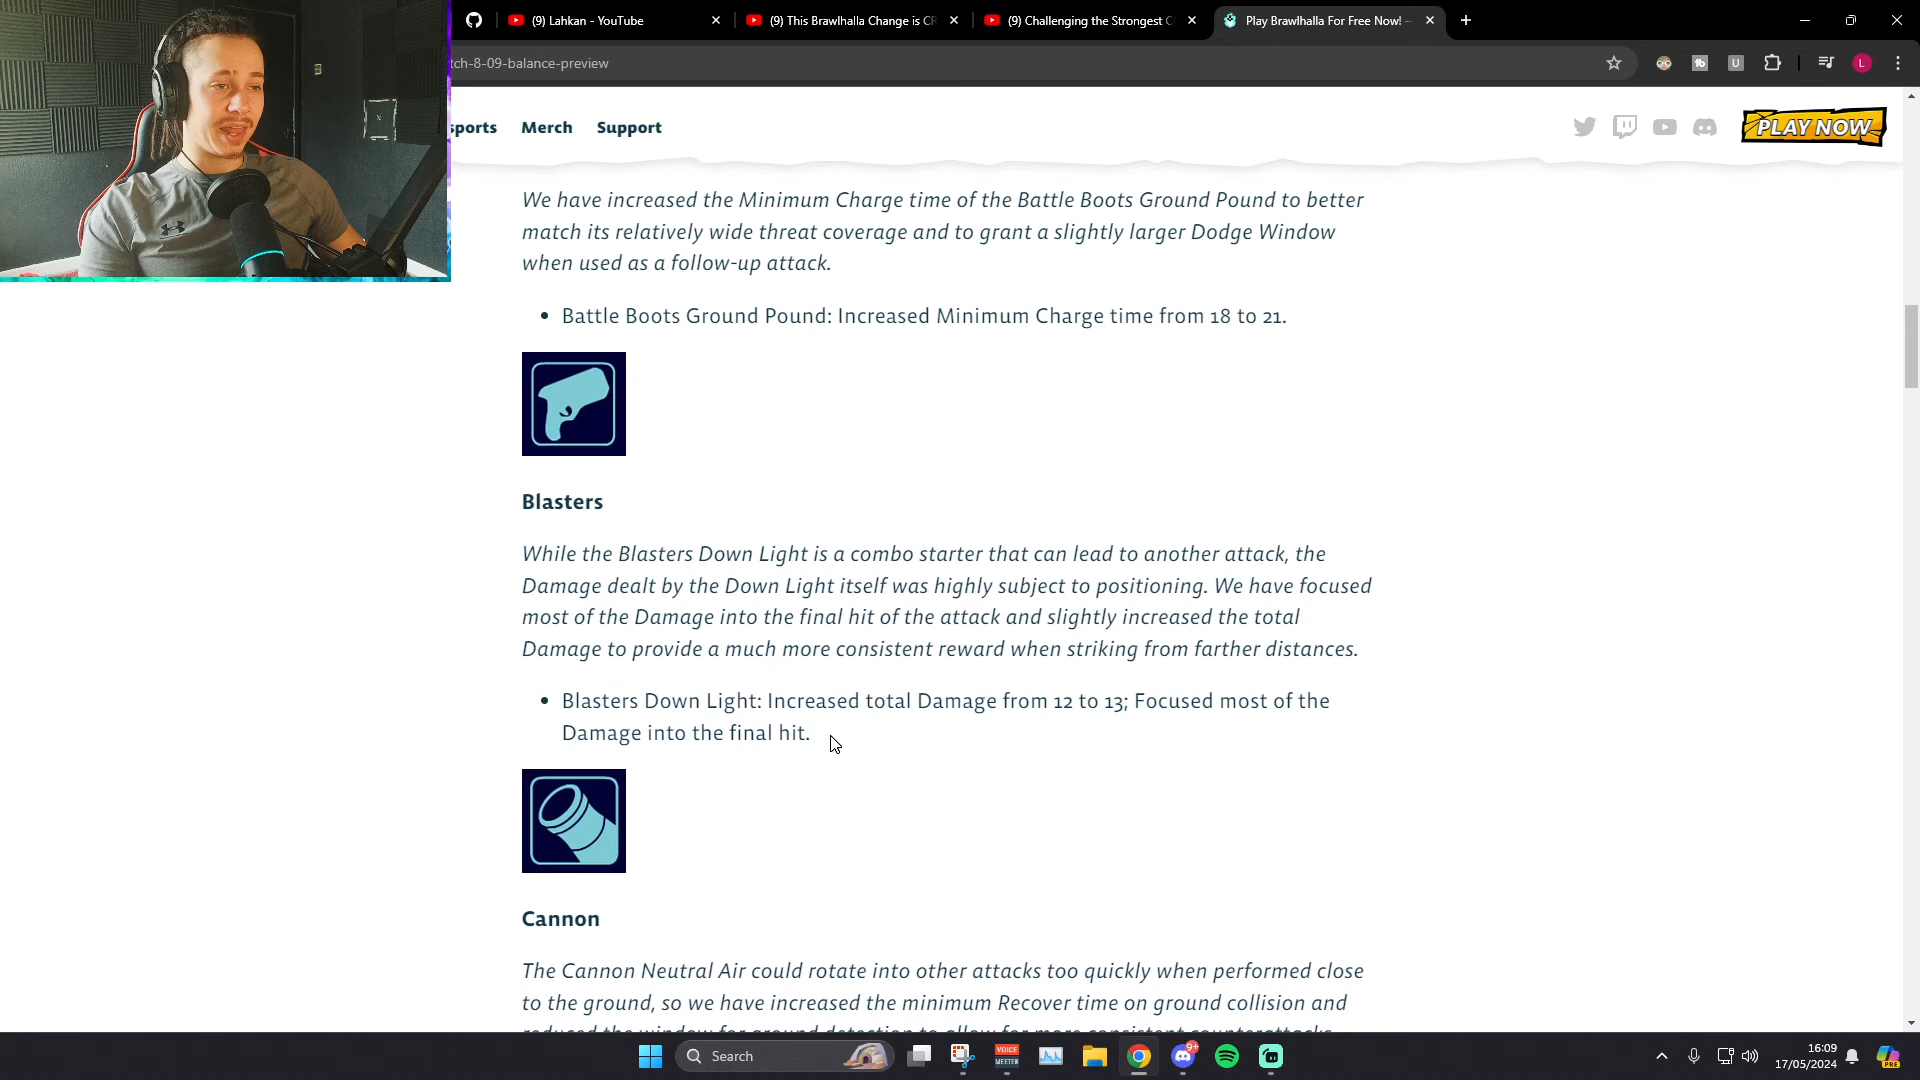 (9) Lahkan - YouTube
(9) This Brawlhalla Change is CR
(9) Challenging the Strongest C
Play Brawlhalla For Free Now! -
tch-8-09-balance-preview
sports Merch Support
PLAY NOW
We have increased the Minimum Charge time of the Battle Boots Ground Pound to better
match its relatively wide threat coverage and to grant a slightly larger Dodge Window
when used as a follow-up attack.
• Battle Boots Ground Pound: Increased Minimum Charge time from 18 to 21.
Blasters
While the Blasters Down Light is a combo starter that can lead to another attack, the
Damage dealt by the Down Light itself was highly subject to positioning. We have focused
most of the Damage into the final hit of the attack and slightly increased the total
Damage to provide a much more consistent reward when striking from farther distances.
• Blasters Down Light: Increased total Damage from 12 to 13; Focused most of the
Damage into the final hit.
Cannon
The Cannon Neutral Air could rotate into other attacks too quickly when performed close
to the ground, so we have increased the minimum Recover time on ground collision and
reduced the window for ground detection to allow for more consistent counterattacks
Search
VOICE
MEETER
9+
16:09
17/05/2024
PRE
U
L